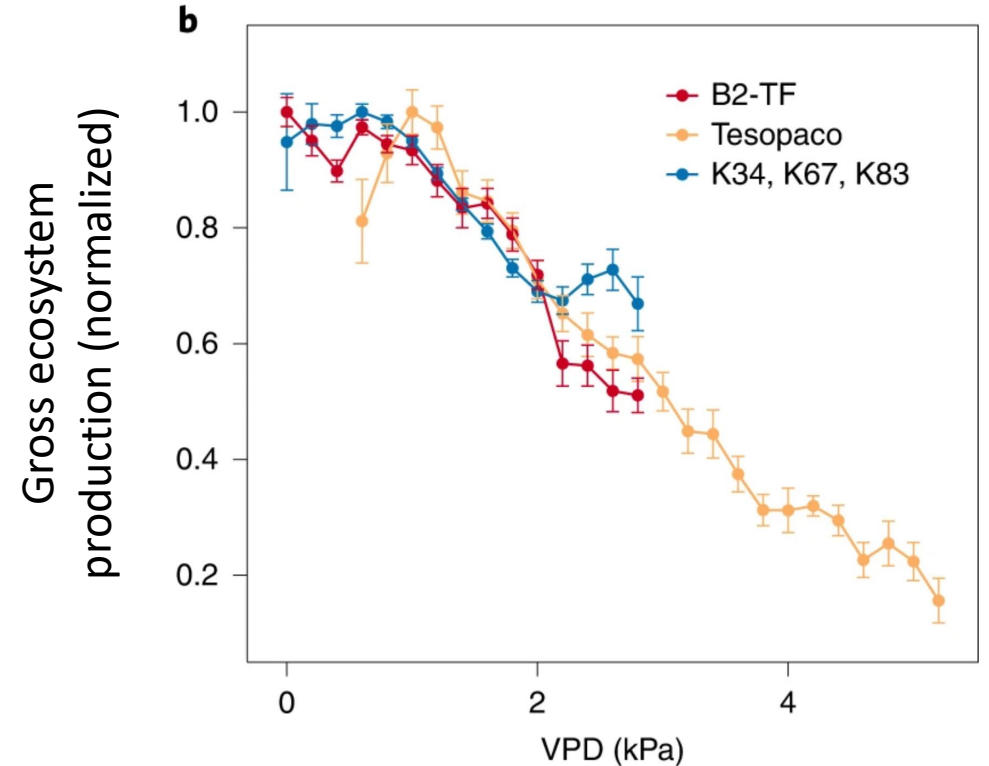 b
Gross ecosystem
production (normalized)
1.0
0.8
0.6
0.4
0.2
B2-TF
Tesopaco
K34, K67, K83
0 2 4
VPD (kPa)